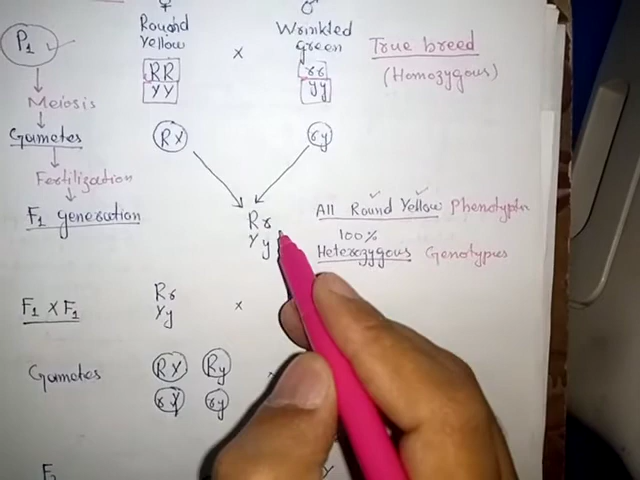 ♀ ♂
P₁ Round Wrinkled
Yellow × green True breed
RR rr (Homozygous)
YY yy
Meiosis
Gametes RY ry
Fertilization
F₁ generation Rr All Round Yellow Phenotype
Yy 100%
Heterozygous Genotypes
F₁ X F₁ Rr ×
Yy
Gametes RY Ry
rY ry
F₂